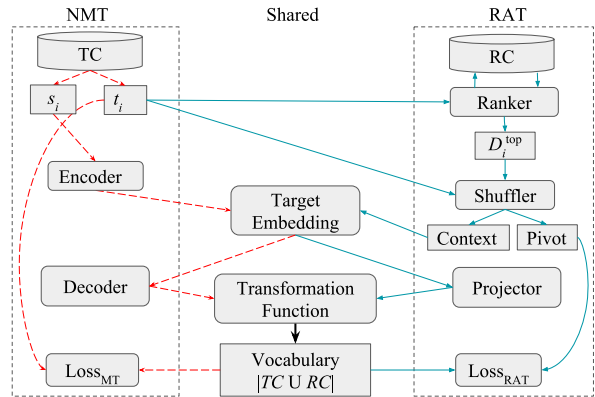 NMT
Shared
RAT
TC
RC
s_i
t_i
Ranker
D_i^top
Encoder
Shuffler
Target
Embedding
Context
Pivot
Decoder
Transformation
Function
Projector
Loss_MT
Vocabulary
|TC U RC|
Loss_RAT